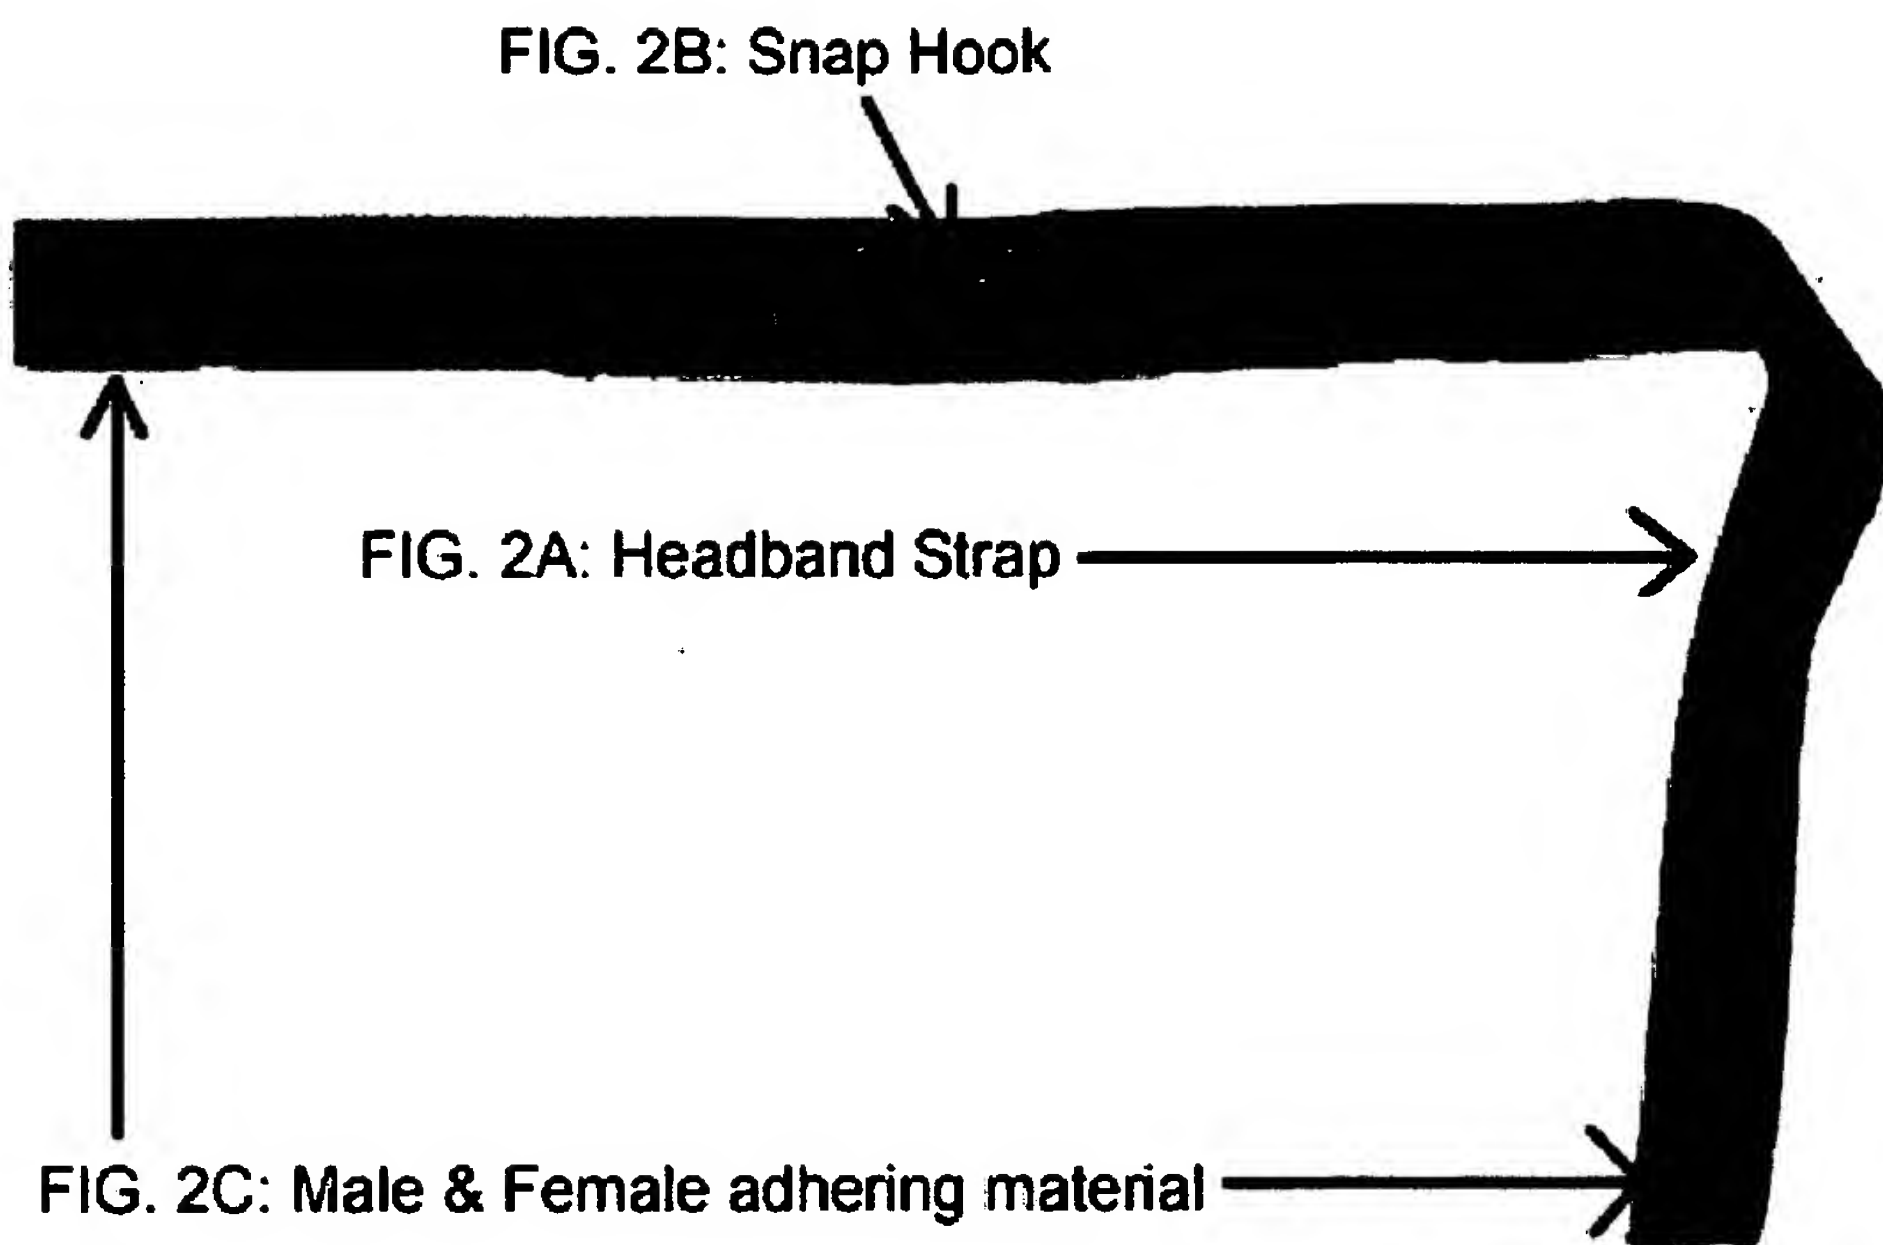 FIG. 2B: Snap Hook
FIG. 2A: Headband Strap
FIG. 2C: Male & Female adhering material